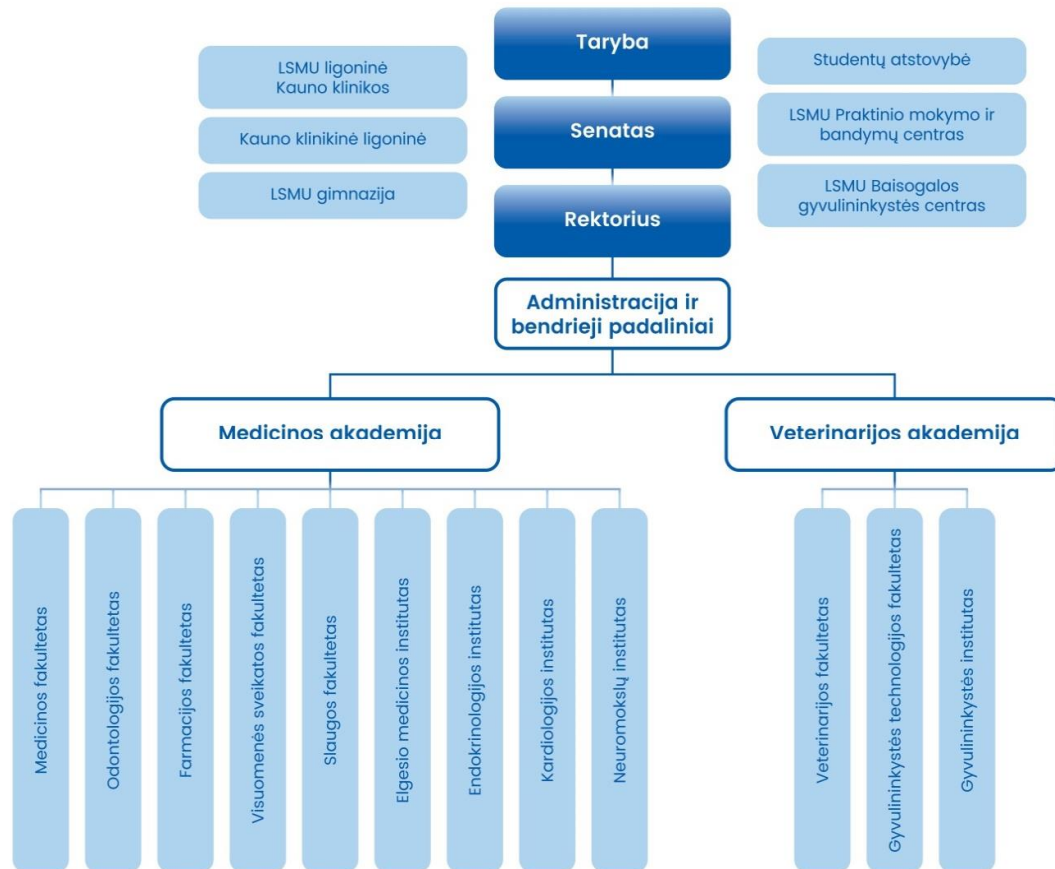 Taryba
Senatas
Rektorius
LSMU ligoninė
Kauno klinikos
Kauno klinikinė ligoninė
LSMU gimnazija
Studentų atstovybė
LSMU Praktinio mokymo ir
bandymų centras
LSMU Baisogalos
gyvulininkystės centras
Administracija ir
bendrieji padaliniai
Medicinos akademija
Veterinarijos akademija
Medicinos fakultetas
Odontologijos fakultetas
Farmacijos fakultetas
Visuomenės sveikatos fakultetas
Slaugos fakultetas
Elgesio medicinos institutas
Endokrinologijos institutas
Kardiologijos institutas
Neuromokslų institutas
Veterinarijos fakultetas
Gyvulininkystės technologijos fakultetas
Gyvulininkystės institutas